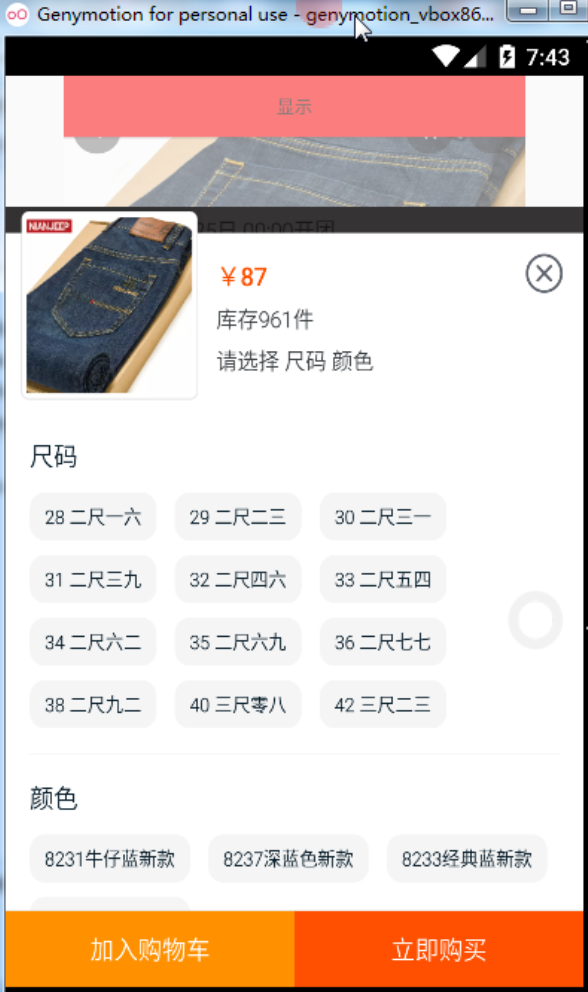 Genymotion for personal use - genymotion_vbox86...
7:43
显示
25日 00:00开团
NIANJEEP
￥87
库存961件
请选择 尺码 颜色
尺码
28 二尺一六
29 二尺二三
30 二尺三一
31 二尺三九
32 二尺四六
33 二尺五四
34 二尺六二
35 二尺六九
36 二尺七七
38 二尺九二
40 三尺零八
42 三尺二三
颜色
8231牛仔蓝新款
8237深蓝色新款
8233经典蓝新款
加入购物车
立即购买